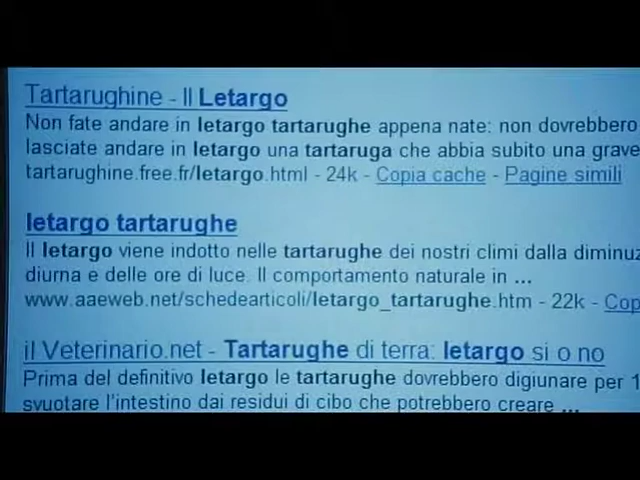 Tartarughine - Il Letargo
Non fate andare in letargo tartarughe appena nate: non dovrebbero
lasciate andare in letargo una tartaruga che abbia subito una grave
tartarughine.free.fr/letargo.html - 24k - Copia cache - Pagine simili
letargo tartarughe
Il letargo viene indotto nelle tartarughe dei nostri climi dalla diminuz
diurna e delle ore di luce. Il comportamento naturale in ...
www.aaeweb.net/schedearticoli/letargo_tartarughe.htm - 22k - Cop
il Veterinario.net - Tartarughe di terra: letargo si o no
Prima del definitivo letargo le tartarughe dovrebbero digiunare per 1
svuotare l'intestino dai residui di cibo che potrebbero creare ...